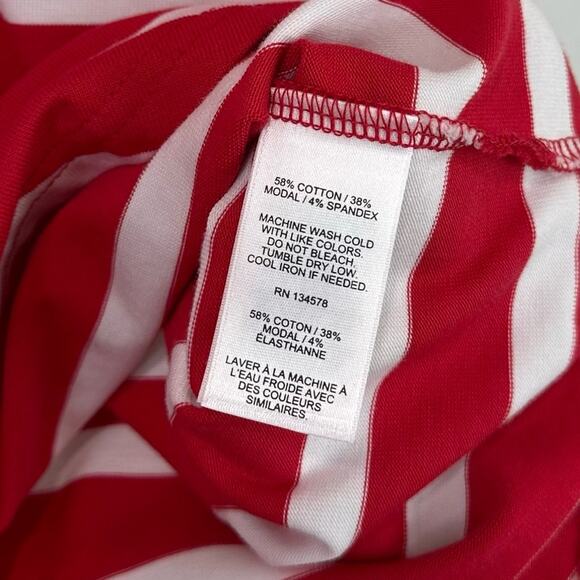 58% COTTON / 38%
MODAL / 4% SPANDEX
MACHINE WASH COLD
WITH LIKE COLORS.
DO NOT BLEACH,
TUMBLE DRY LOW.
COOL IRON IF NEEDED.
RN 134578
58% COTON / 38%
MODAL / 4%
ÉLASTHANNE
LAVER À LA MACHINE À
L'EAU FROIDE AVEC
DES COULEURS
SIMILAIRES.